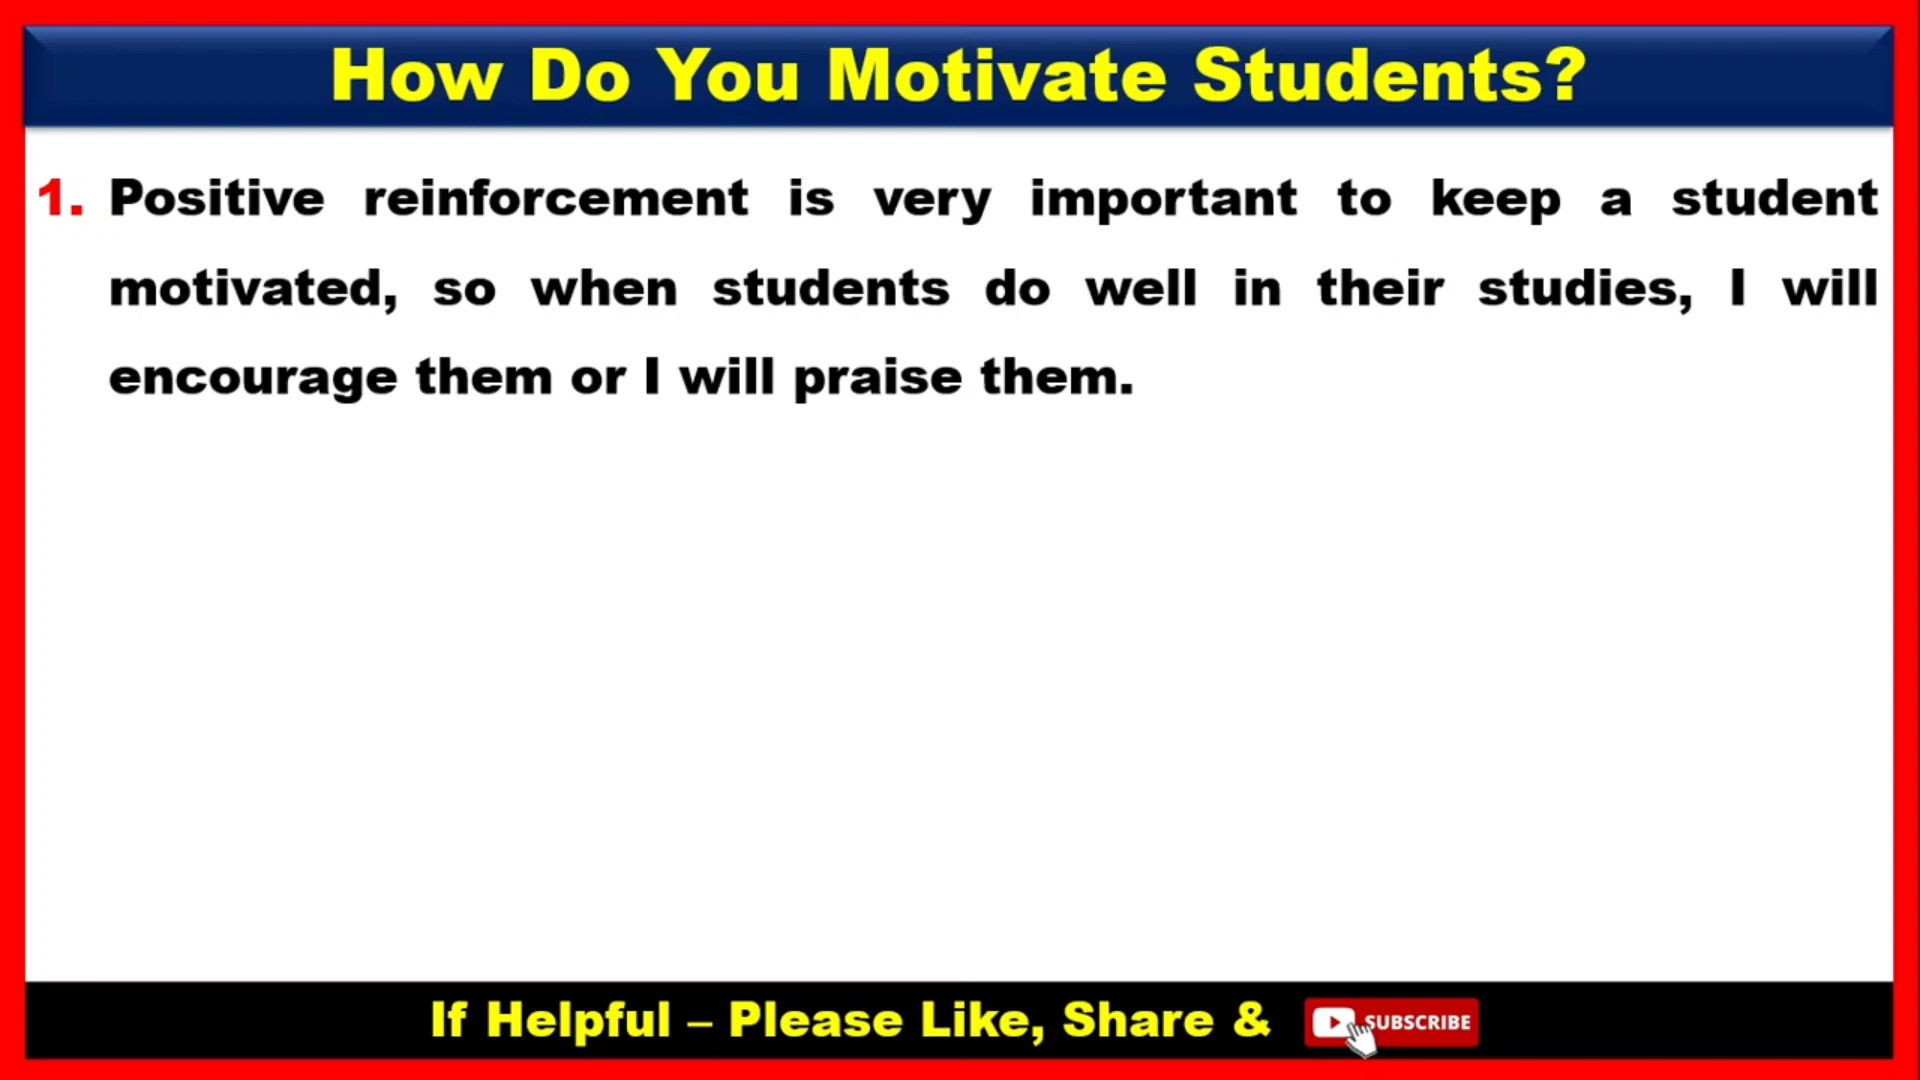 How Do You Motivate Students?
1. Positive reinforcement is very important to keep a student
motivated, so when students do well in their studies, I will
encourage them or I will praise them.
If Helpful – Please Like, Share & SUBSCRIBE